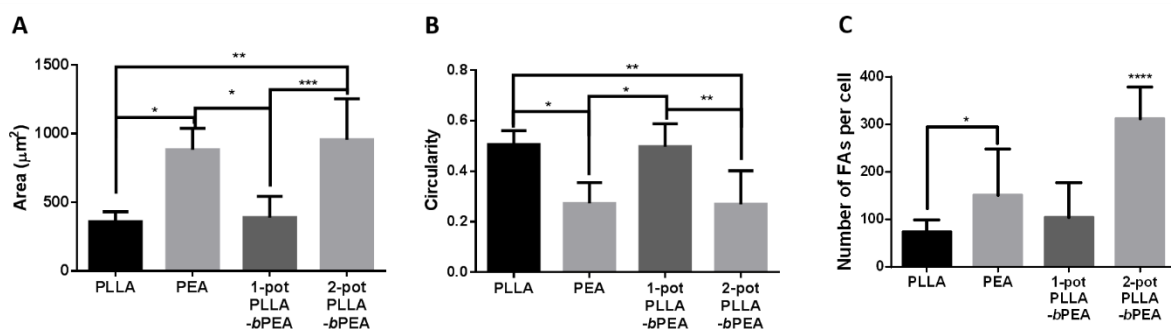 A
Area (μm²)
1500
1000
500
0
**
*
*
***
PLLA
PEA
1-pot
PLLA
-bPEA
2-pot
PLLA
-bPEA
B
Circularity
0.8
0.6
0.4
0.2
0.0
**
*
*
**
PLLA
PEA
1-pot
PLLA
-bPEA
2-pot
PLLA
-bPEA
C
Number of FAs per cell
400
300
200
100
0
*
****
PLLA
PEA
1-pot
PLLA
-bPEA
2-pot
PLLA
-bPEA